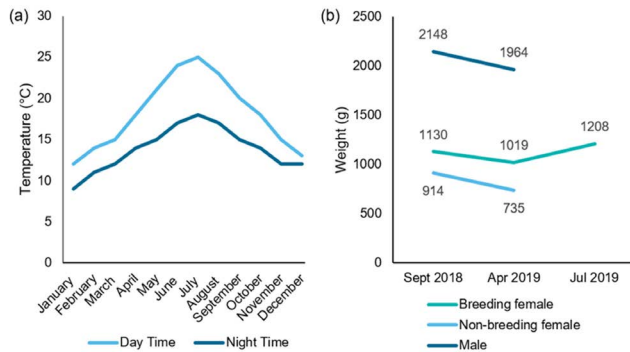 (a)
30
25
20
15
10
5
0
Temperature (°C)
January
February
March
April
May
June
July
August
September
October
November
December
Day Time
Night Time
(b)
2500
2000
1500
1000
500
0
Weight (g)
2148
1964
1130
1019
1208
914
735
Sept 2018
Apr 2019
Jul 2019
Breeding female
Non-breeding female
Male